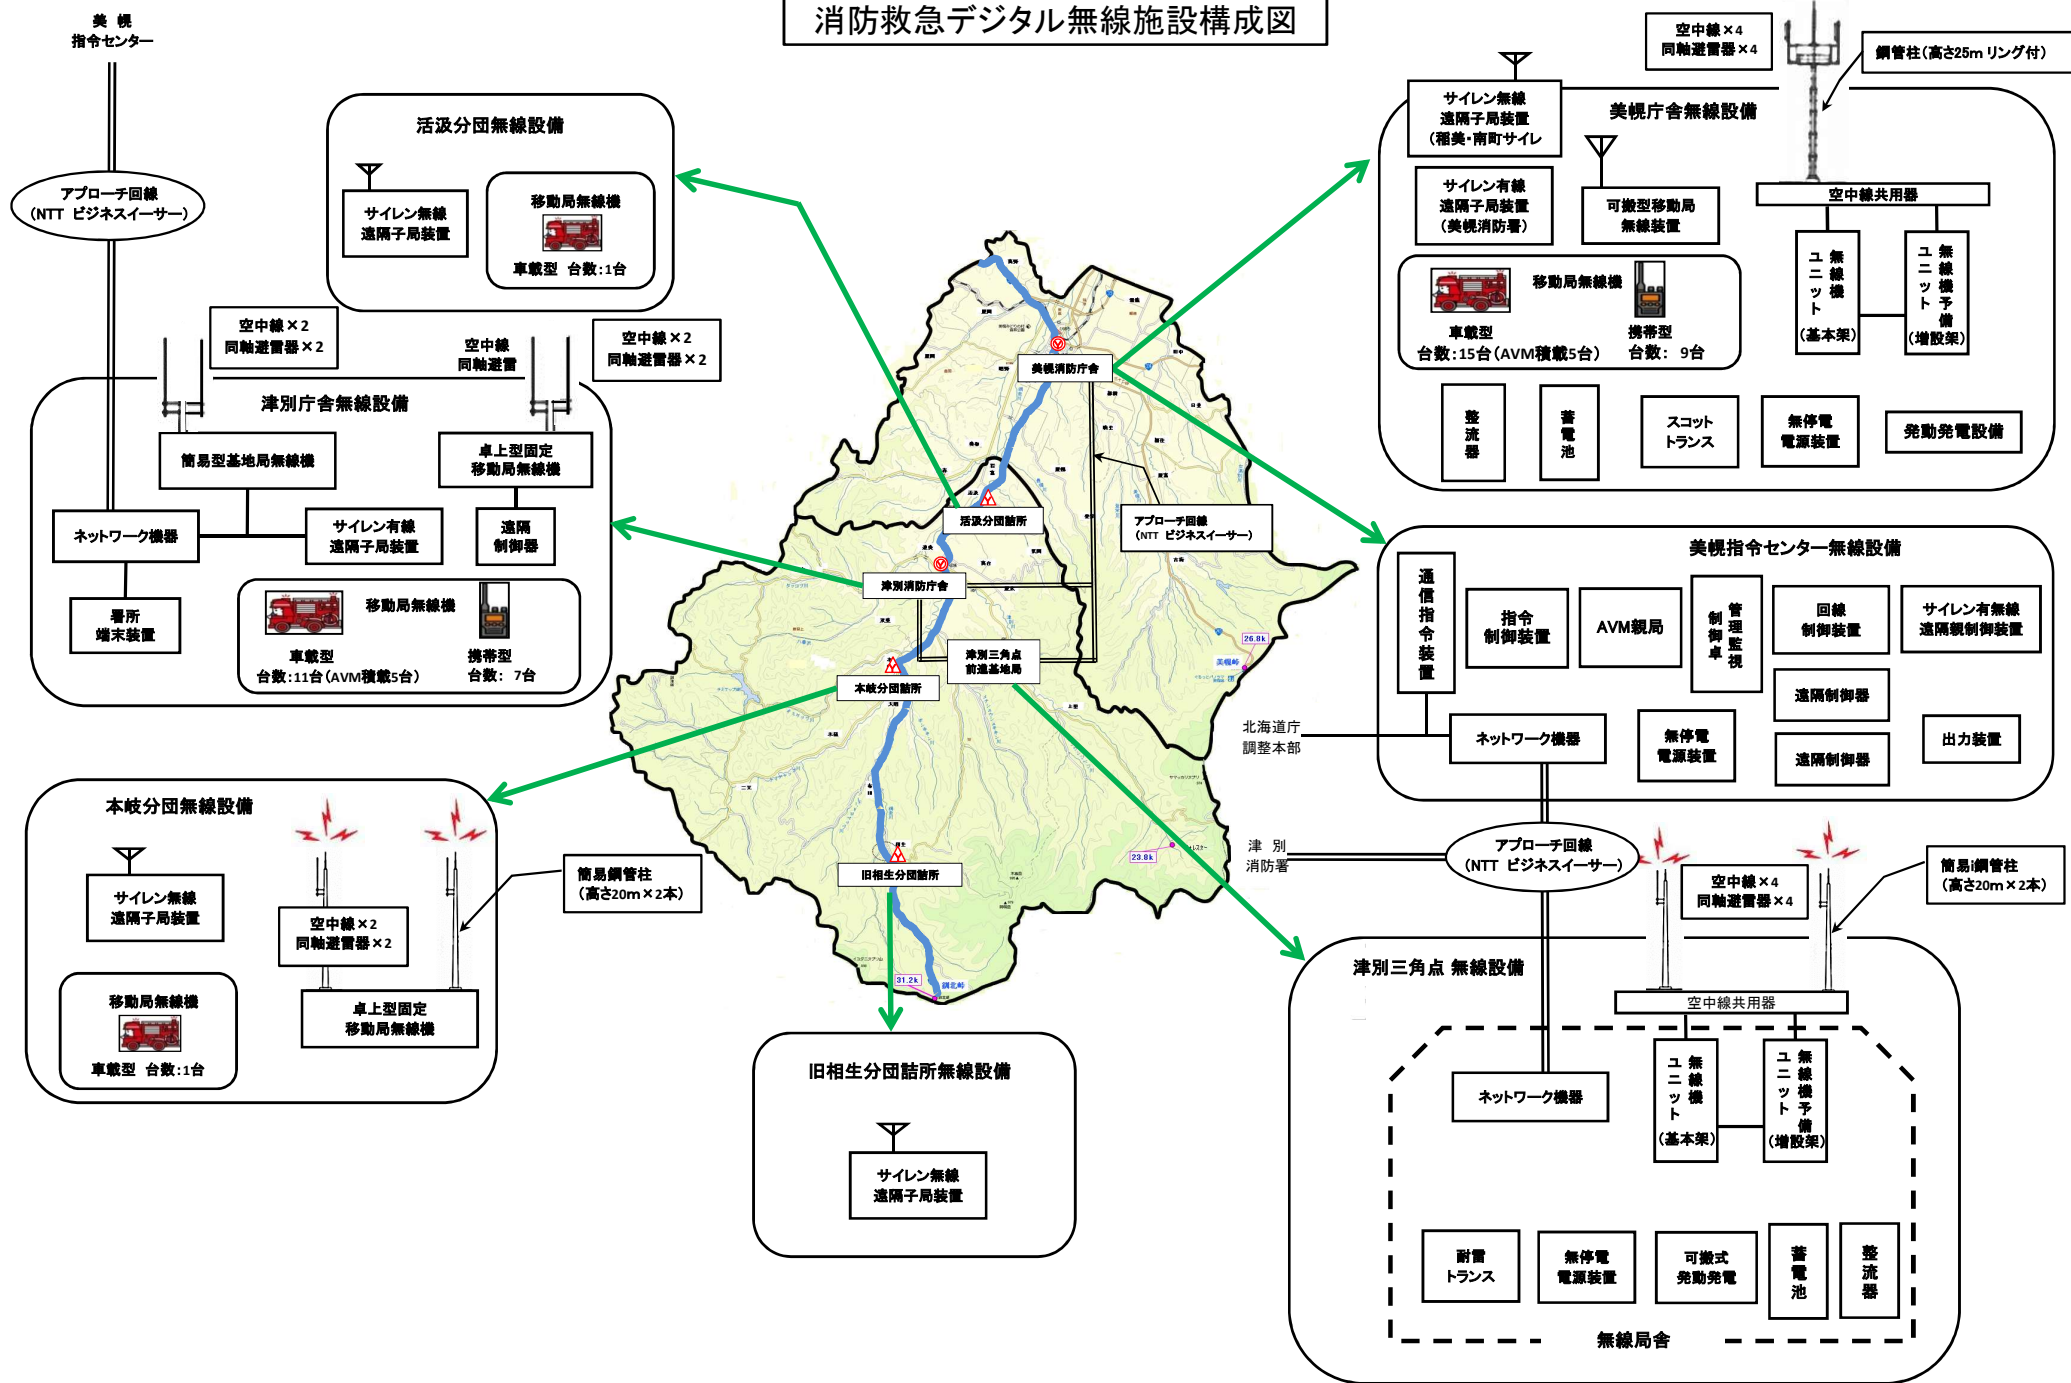 消防救急デジタル無線施設構成図
美 幌
指令センター
アプローチ回線
（NTT ビジネスイーサー）
活汲分団無線設備
サイレン無線
遠隔子局装置
移動局無線機
車載型 台数：1台
空中線×2
同軸避雷器×2
空中線
同軸避雷
空中線×2
同軸避雷器×2
津別庁舎無線設備
簡易型基地局無線機
卓上型固定
移動局無線機
ネットワーク機器
サイレン有線
遠隔子局装置
遠隔
制御器
署所
端末装置
移動局無線機
車載型
台数：11台（AVM積載5台）
携帯型
台数： 7台
本岐分団無線設備
サイレン無線
遠隔子局装置
空中線×2
同軸避雷器×2
簡易鋼管柱
（高さ20m×2本）
移動局無線機
車載型 台数：1台
卓上型固定
移動局無線機
美幌消防庁舎
活汲分団詰所
アプローチ回線
（NTT ビジネスイーサー）
津別消防庁舎
津別三角点
前進基地局
本岐分団詰所
旧相生分団詰所
26.8k
美幌峠
23.8k
31.2k
釧北峠
旧相生分団詰所無線設備
サイレン無線
遠隔子局装置
空中線×4
同軸避雷器×4
鋼管柱（高さ25m リング付）
美幌庁舎無線設備
サイレン無線
遠隔子局装置
（稲美・南町サイレ
サイレン有線
遠隔子局装置
（美幌消防署）
可搬型移動局
無線装置
空中線共用器
無線機
ユニット
（基本架）
無線機予備
ユニット
（増設架）
移動局無線機
車載型
台数：15台（AVM積載5台）
携帯型
台数： 9台
整流器
蓄電池
スコット
トランス
無停電
電源装置
発動発電設備
美幌指令センター無線設備
通信指令装置
指令
制御装置
AVM親局
管理監視
制御卓
回線
制御装置
サイレン有無線
遠隔親制御装置
遠隔制御器
北海道庁
調整本部
ネットワーク機器
無停電
電源装置
遠隔制御器
出力装置
津 別
消防署
アプローチ回線
（NTT ビジネスイーサー）
空中線×4
同軸避雷器×4
簡易鋼管柱
（高さ20m×2本）
津別三角点 無線設備
空中線共用器
ネットワーク機器
無線機
ユニット
（基本架）
無線機予備
ユニット
（増設架）
耐雷
トランス
無停電
電源装置
可搬式
発動発電
蓄電池
整流器
無線局舎